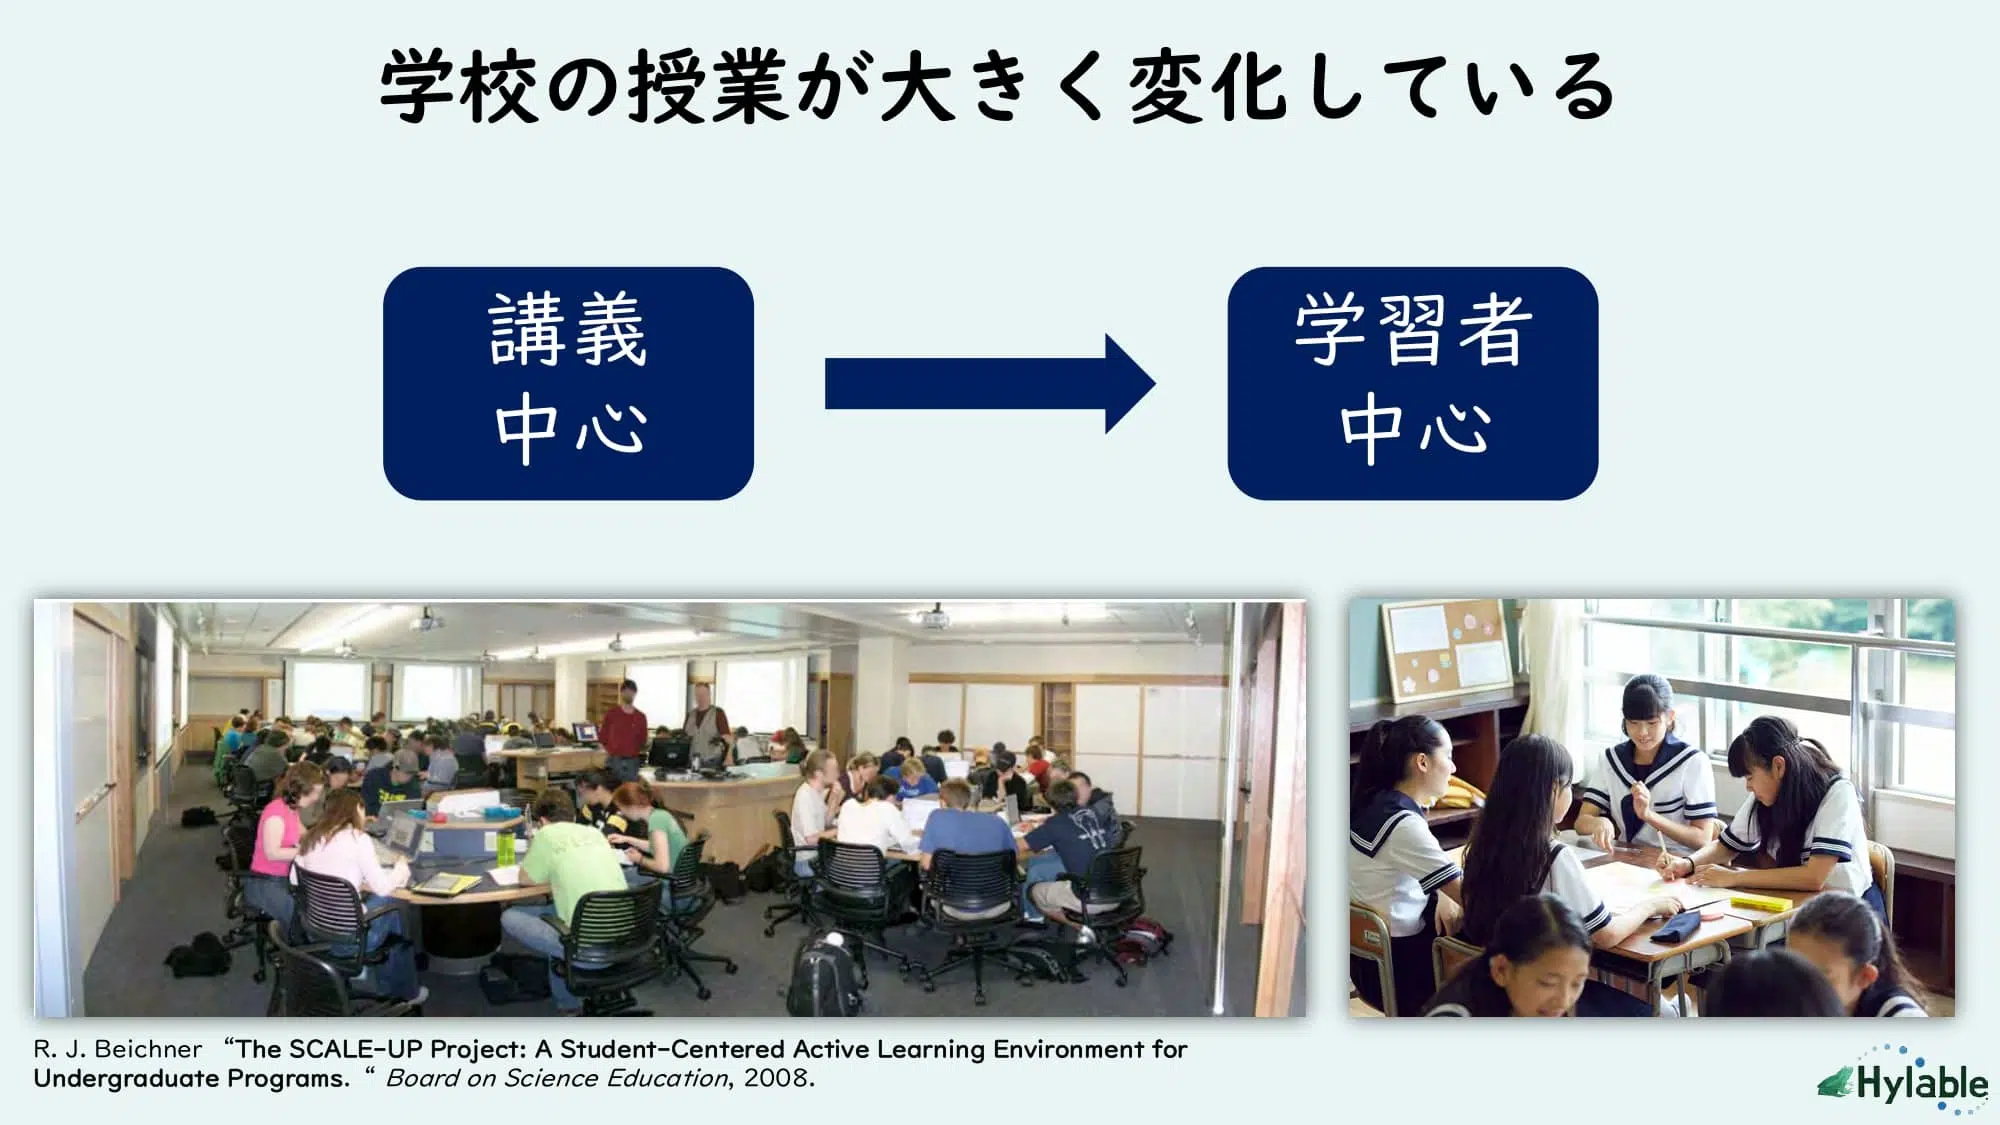 学校の授業が大きく変化している
講義
中心
学習者
中心
R. J. Beichner “The SCALE-UP Project: A Student-Centered Active Learning Environment for
Undergraduate Programs. “ Board on Science Education, 2008.
Hylable